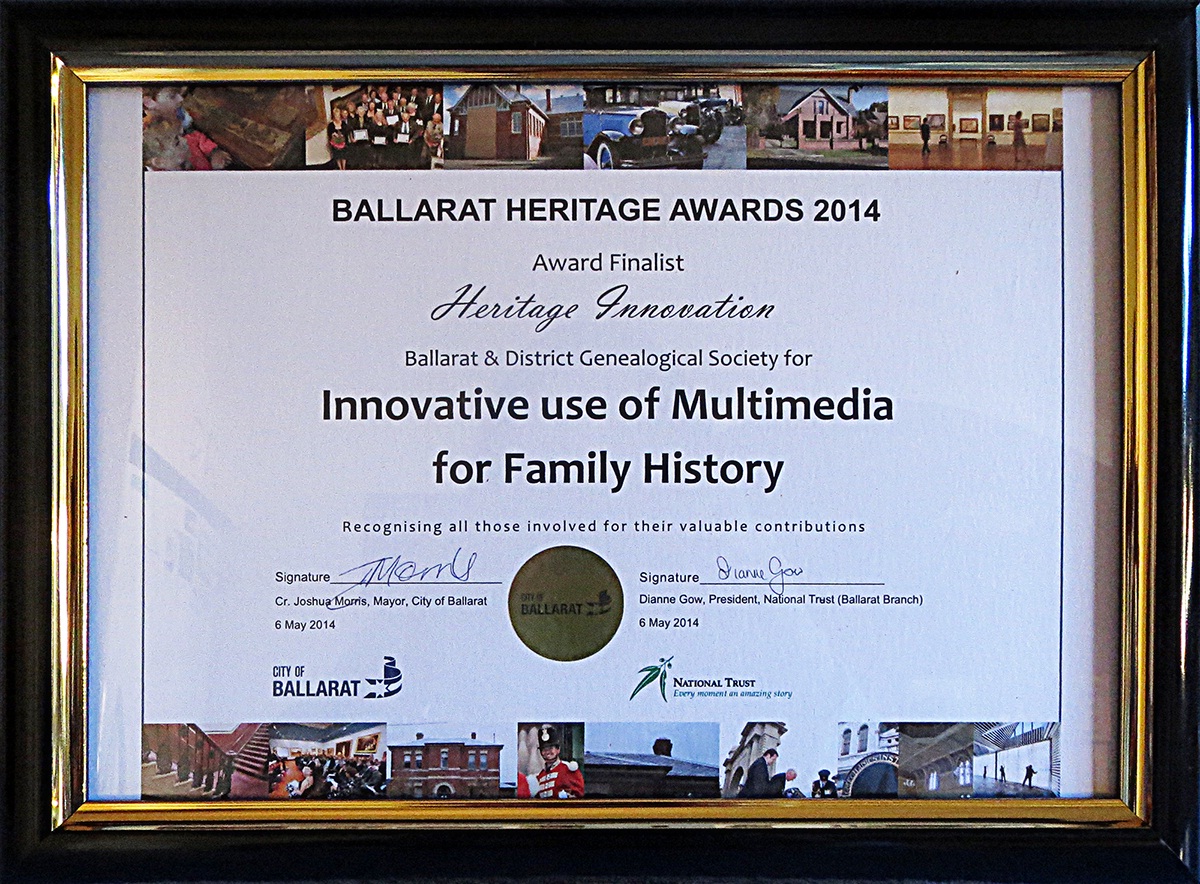 BALLARAT HERITAGE AWARDS 2014
Award Finalist
Heritage Innovation
Ballarat & District Genealogical Society for
Innovative use of Multimedia
for Family History
Recognising all those involved for their valuable contributions
Signature JMorris
Cr. Joshua Morris, Mayor, City of Ballarat
6 May 2014
CITY OF
BALLARAT
Signature Dianne Gow
Dianne Gow, President, National Trust (Ballarat Branch)
6 May 2014
CITY OF
BALLARAT
NATIONAL TRUST
Every moment an amazing story